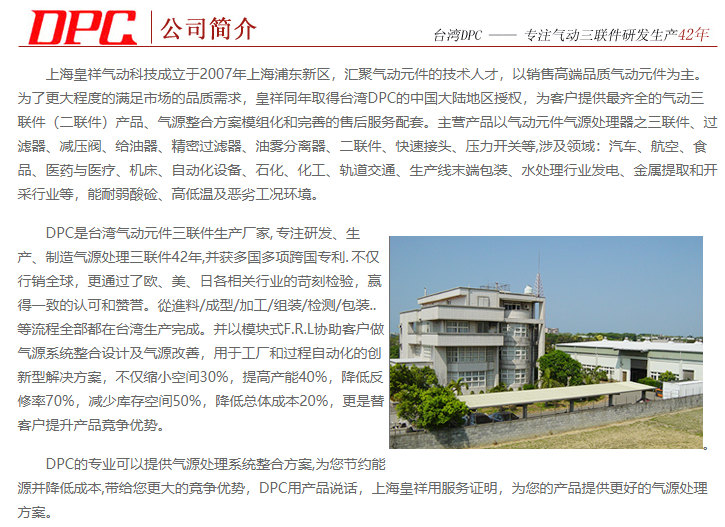 DPC 公司简介
台湾DPC —— 专注气动三联件研发生产42年
上海皇祥气动科技成立于2007年上海浦东新区，汇聚气动元件的技术人才，以销售高端品质气动元件为主。
为了更大程度的满足市场的品质需求，皇祥同年取得台湾DPC的中国大陆地区授权，为客户提供最齐全的气动三
联件（二联件）产品、气源整合方案模组化和完善的售后服务配套。主营产品以气动元件气源处理器之三联件、过
滤器、减压阀、给油器、精密过滤器、油雾分离器、二联件、快速接头、压力开关等,涉及领域：汽车、航空、食
品、医药与医疗、机床、自动化设备、石化、化工、轨道交通、生产线末端包装、水处理行业发电、金属提取和开
采行业等，能耐弱酸硷、高低温及恶劣工况环境。
DPC是台湾气动元件三联件生产厂家, 专注研发、生
产、制造气源处理三联件42年,并获多国多项跨国专利. 不仅
行销全球，更通过了欧、美、日各相关行业的苛刻检验，赢
得一致的认可和赞誉。從進料/成型/加工/组装/检测/包装..
等流程全部都在台湾生产完成。并以模块式F.R.L协助客户做
气源系统整合设计及气源改善，用于工厂和过程自动化的创
新型解决方案，不仅缩小空间30%，提高产能40%，降低反
修率70%，减少库存空间50%，降低总体成本20%，更是替
客户提升产品竞争优势。
。
DPC的专业可以提供气源处理系统整合方案,为您节约能
源并降低成本,带给您更大的竞争优势，DPC用产品说话，上海皇祥用服务证明，为您的产品提供更好的气源处理
方案。